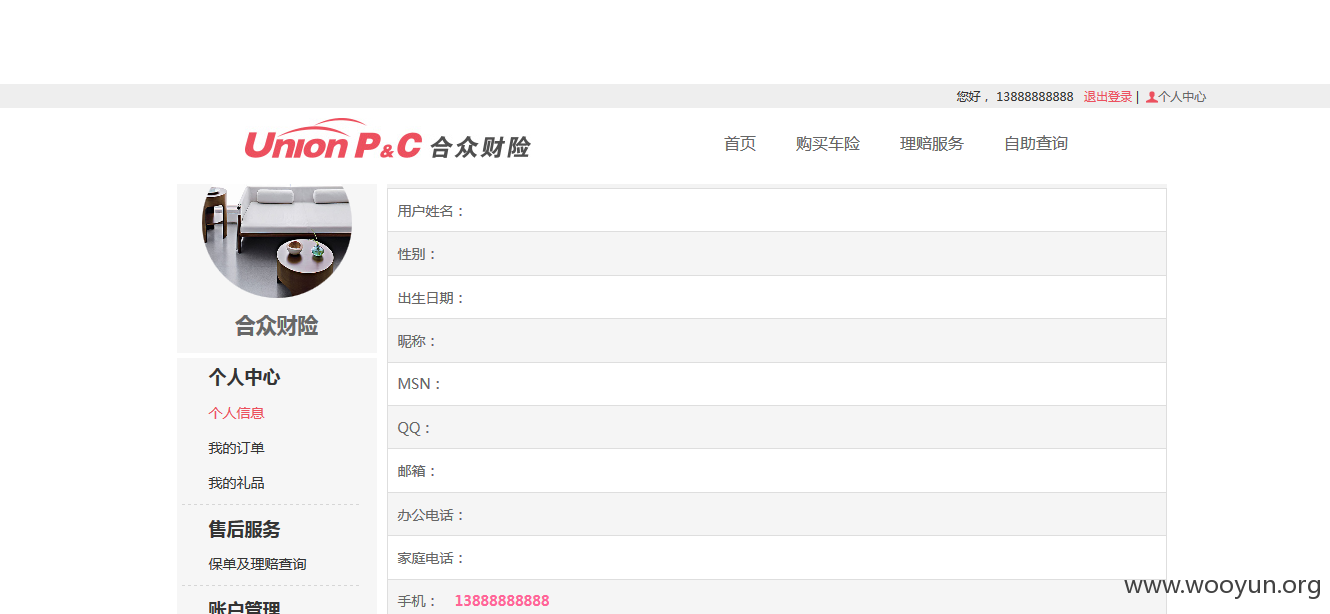 您好， 13888888888 退出登录 | 个人中心
Union P&C 合众财险
首页 购买车险 理赔服务 自助查询
合众财险
个人中心
个人信息
我的订单
我的礼品
售后服务
保单及理赔查询
账户管理
用户姓名：
性别：
出生日期：
昵称：
MSN：
QQ：
邮箱：
办公电话：
家庭电话：
手机： 13888888888
www.wooyun.org